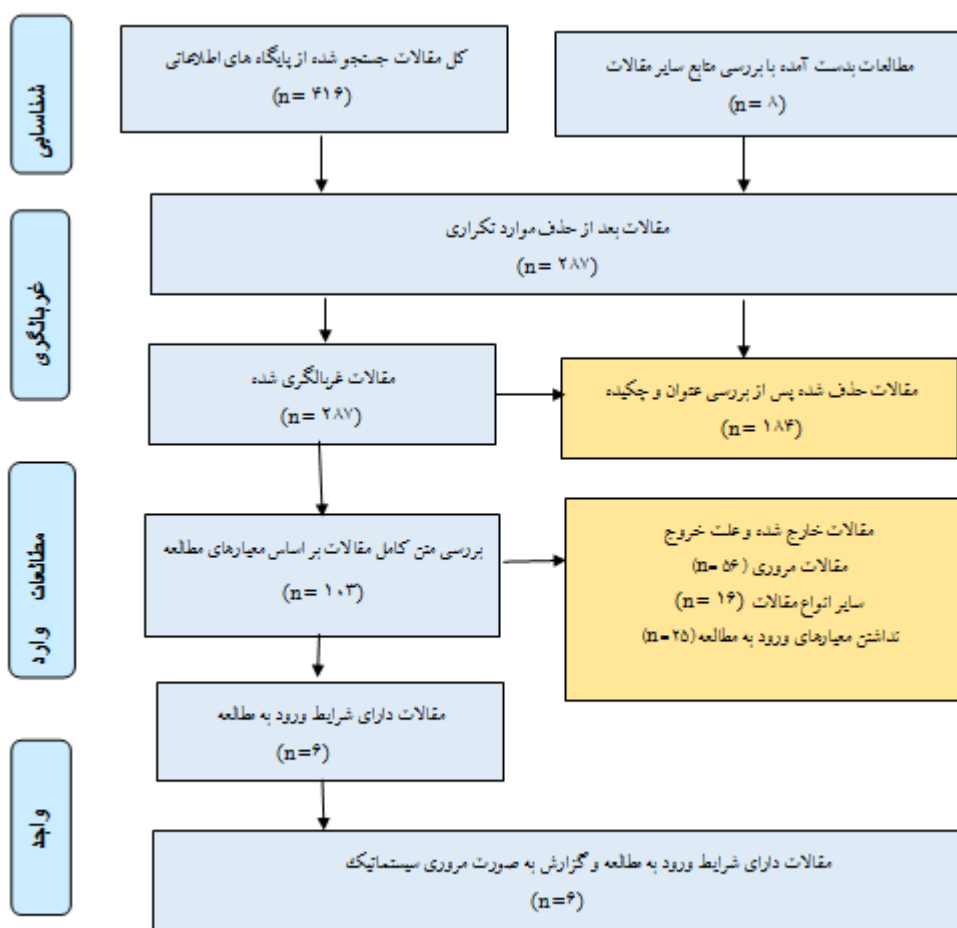 شناسایی
کل مقالات جستجو شده از پایگاه های اطلاعاتی
(n= ۴۱۶)
مطالعات بدست آمده با بررسی منابع سایر مقالات
(n= ۸)
غربالگری
مقالات بعد از حذف موارد تکراری
(n= ۲۸۷)
مقالات غربالگری شده
(n= ۲۸۷)
مقالات حذف شده پس از بررسی عنوان و چکیده
(n= ۱۸۴)
مطالعات وارد
بررسی متن کامل مقالات بر اساس معیارهای مطالعه
(n= ۱۰۳)
مقالات خارج شده و علت خروج
مقالات مروری (n= ۵۶)
سایر انواع مقالات (n= ۱۶)
نداشتن معیارهای ورود به مطالعه (n=۲۵)
مقالات دارای شرایط ورود به مطالعه
(n=۶)
واجد
مقالات دارای شرایط ورود به مطالعه و گزارش به صورت مروری سیستماتیک
(n=۶)